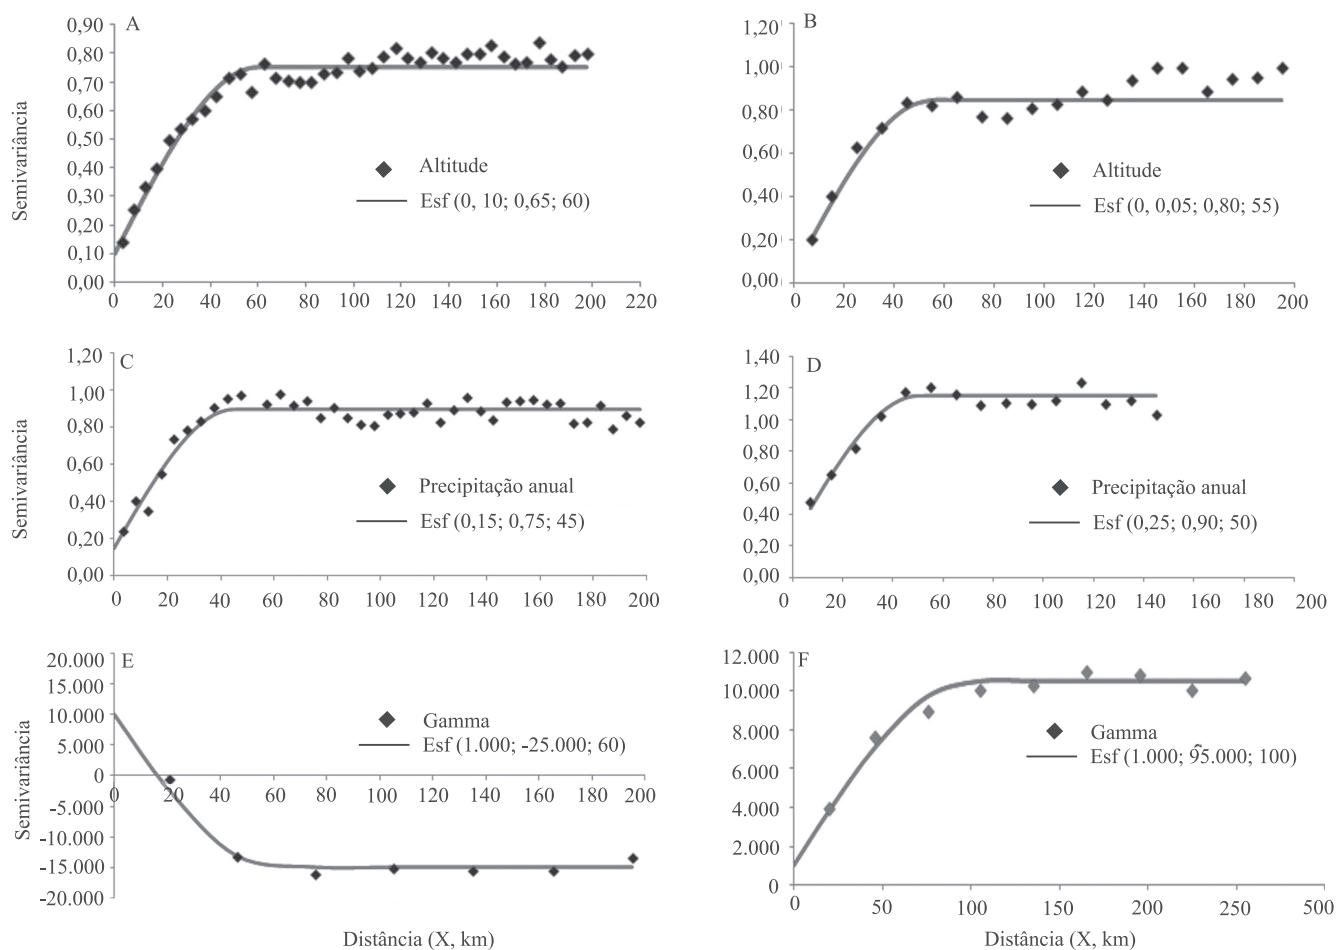 A
0,90
0,80
0,70
0,60
0,50
0,40
0,30
0,20
0,10
0,00
Semivariância
Altitude
Esf (0, 10; 0,65; 60)
0 20 40 60 80 100 120 140 160 180 200 220
B
1,20
1,00
0,80
0,60
0,40
0,20
0,00
Altitude
Esf (0, 0,05; 0,80; 55)
0 20 40 60 80 100 120 140 160 180 200
C
1,20
1,00
0,80
0,60
0,40
0,20
0,00
Semivariância
Precipitação anual
Esf (0,15; 0,75; 45)
0 20 40 60 80 100 120 140 160 180 200
D
1,40
1,20
1,00
0,80
0,60
0,40
0,20
0,00
Precipitação anual
Esf (0,25; 0,90; 50)
0 20 40 60 80 100 120 140 160 180 200
E
20.000
15.000
10.000
5.000
0
-5.000
-10.000
-15.000
-20.000
Semivariância
Gamma
Esf (1.000; -25.000; 60)
0 20 40 60 80 100 120 140 160 180 200
Distância (X, km)
F
12.000
10.000
8.000
6.000
4.000
2.000
0
Gamma
Esf (1.000; 95.000; 100)
0 50 100 150 200 250 500
Distância (X, km)